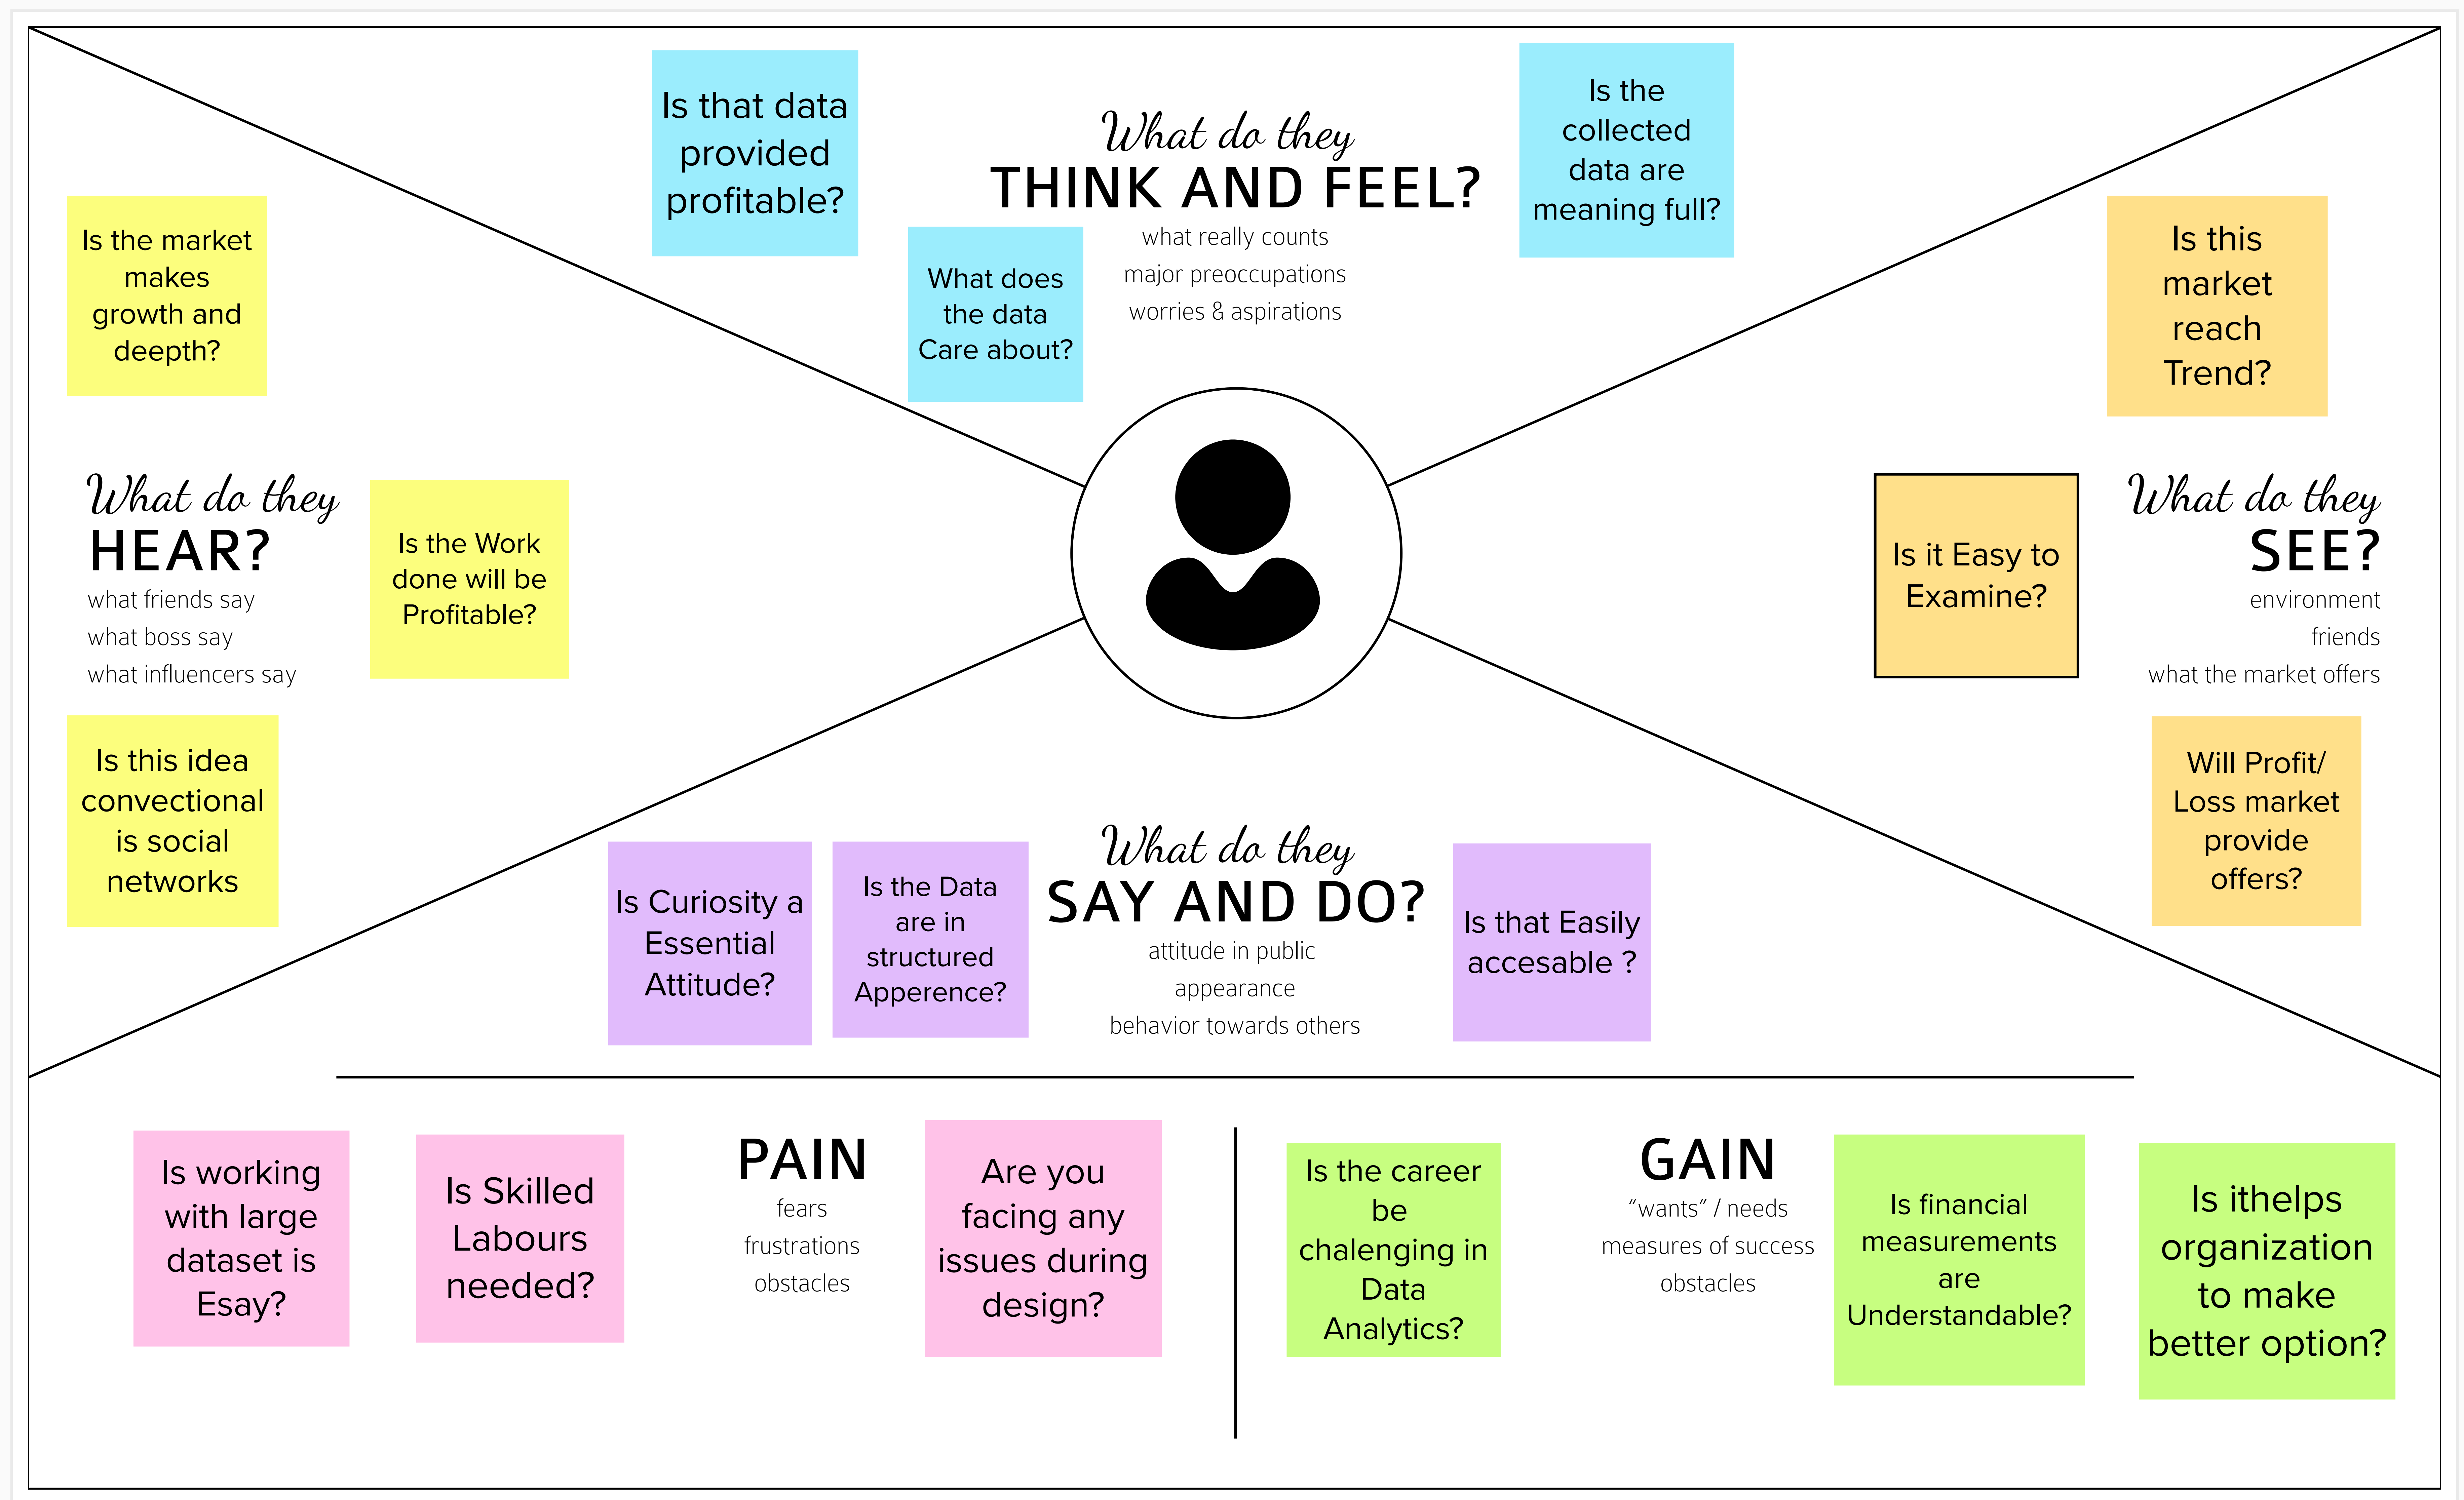 Is that data
provided
profitable?
What do they
THINK AND FEEL?
what really counts
major preoccupations
worries & aspirations
What does
the data
Care about?
Is the
collected
data are
meaning full?
Is the market
makes
growth and
deepth?
What do they
HEAR?
what friends say
what boss say
what influencers say
Is the Work
done will be
Profitable?
Is this idea
convectional
is social
networks
Is this
market
reach
Trend?
Is it Easy to
Examine?
What do they
SEE?
environment
friends
what the market offers
Will Profit/
Loss market
provide
offers?
Is Curiosity a
Essential
Attitude?
Is the Data
are in
structured
Apperence?
What do they
SAY AND DO?
attitude in public
appearance
behavior towards others
Is that Easily
accesable ?
Is working
with large
dataset is
Esay?
Is Skilled
Labours
needed?
PAIN
fears
frustrations
obstacles
Are you
facing any
issues during
design?
Is the career
be
chalenging in
Data
Analytics?
GAIN
“wants” / needs
measures of success
obstacles
Is financial
measurements
are
Understandable?
Is ithelps
organization
to make
better option?